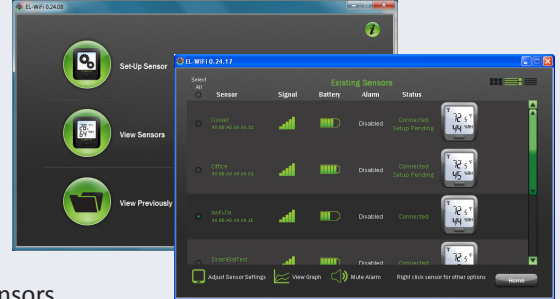 EL-WiFi 0.24.08
Set-Up Sensor
View Sensors
View Previously
EL-WiFi 0.24.17
Select All
Existing Sensors
Sensor Signal Battery Alarm Status
Cooler
Disabled
Connected
Setup Pending
Office
Disabled
Connected
Setup Pending
WiFi-TH
Disabled
Connected
DrainBatTest
Disabled
Connected
Adjust Sensor Settings View Graph Mute Alarm Right click sensor for other options Home
nsors